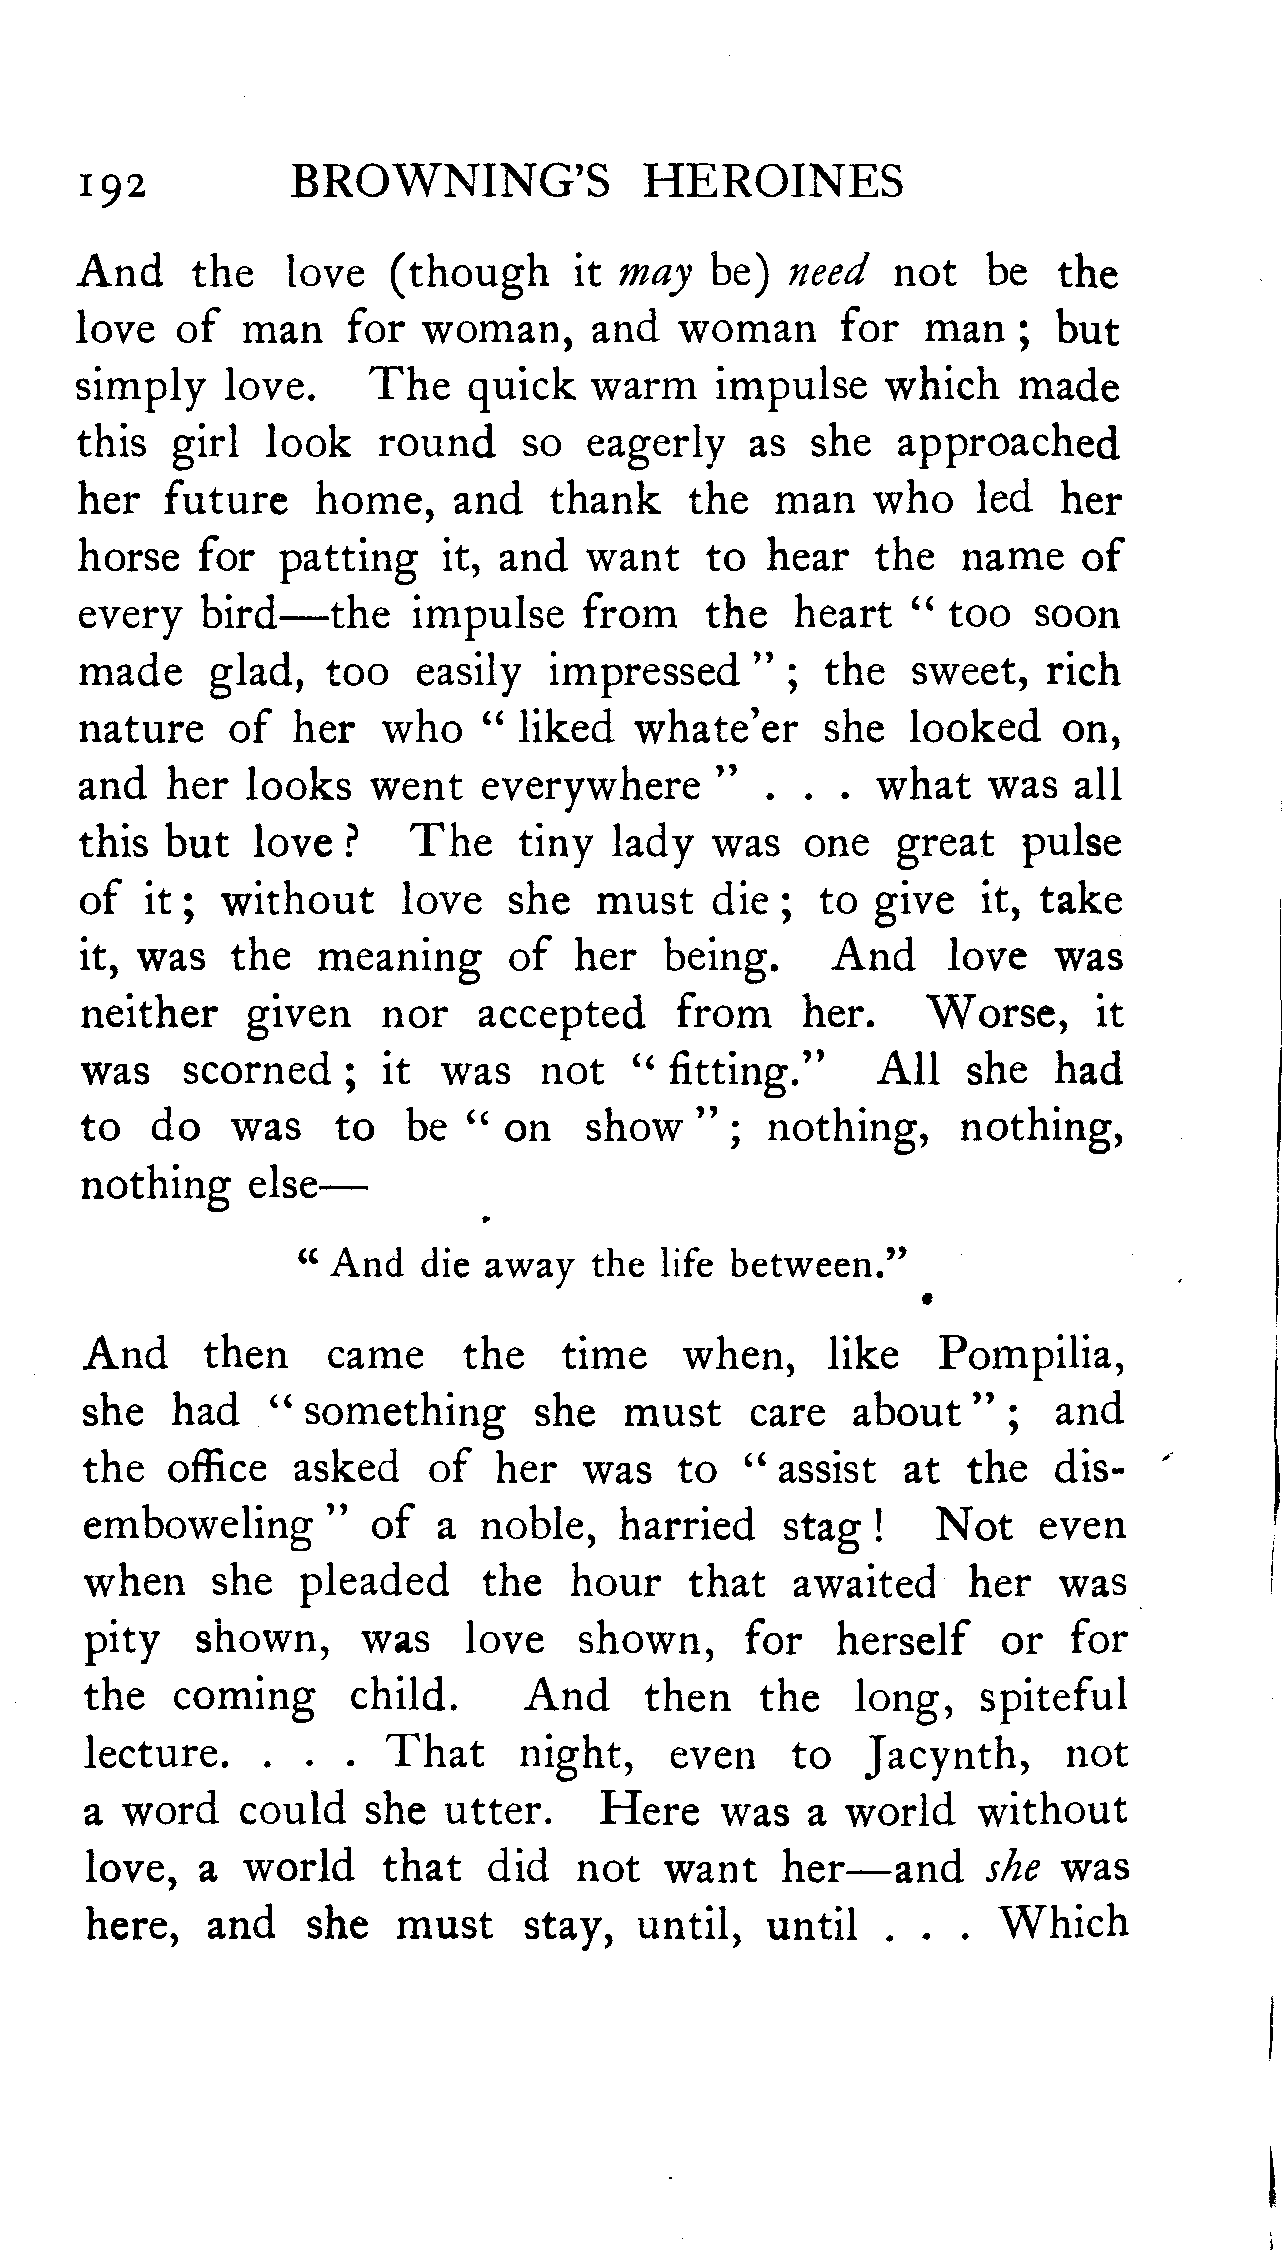 192 BROWNING'S HEROINES
And the love (though it may be) need not be the
love of man for woman, and woman for man ; but
simply love. The quick warm impulse which made
this girl look round so eagerly as she approached
her future home, and thank the man who led her
horse for patting it, and want to hear the name of
every bird—the impulse from the heart “ too soon
made glad, too easily impressed ” ; the sweet, rich
nature of her who “ liked whate'er she looked on,
and her looks went everywhere ” . . . what was all
this but love ? The tiny lady was one great pulse
of it ; without love she must die ; to give it, take
it, was the meaning of her being. And love was
neither given nor accepted from her. Worse, it
was scorned ; it was not “ fitting.” All she had
to do was to be “ on show ” ; nothing, nothing,
nothing else—
“ And die away the life between.”
And then came the time when, like Pompilia,
she had “ something she must care about ” ; and
the office asked of her was to “ assist at the dis-
emboweling ” of a noble, harried stag ! Not even
when she pleaded the hour that awaited her was
pity shown, was love shown, for herself or for
the coming child. And then the long, spiteful
lecture. . . . That night, even to Jacynth, not
a word could she utter. Here was a world without
love, a world that did not want her—and she was
here, and she must stay, until, until . . . Which